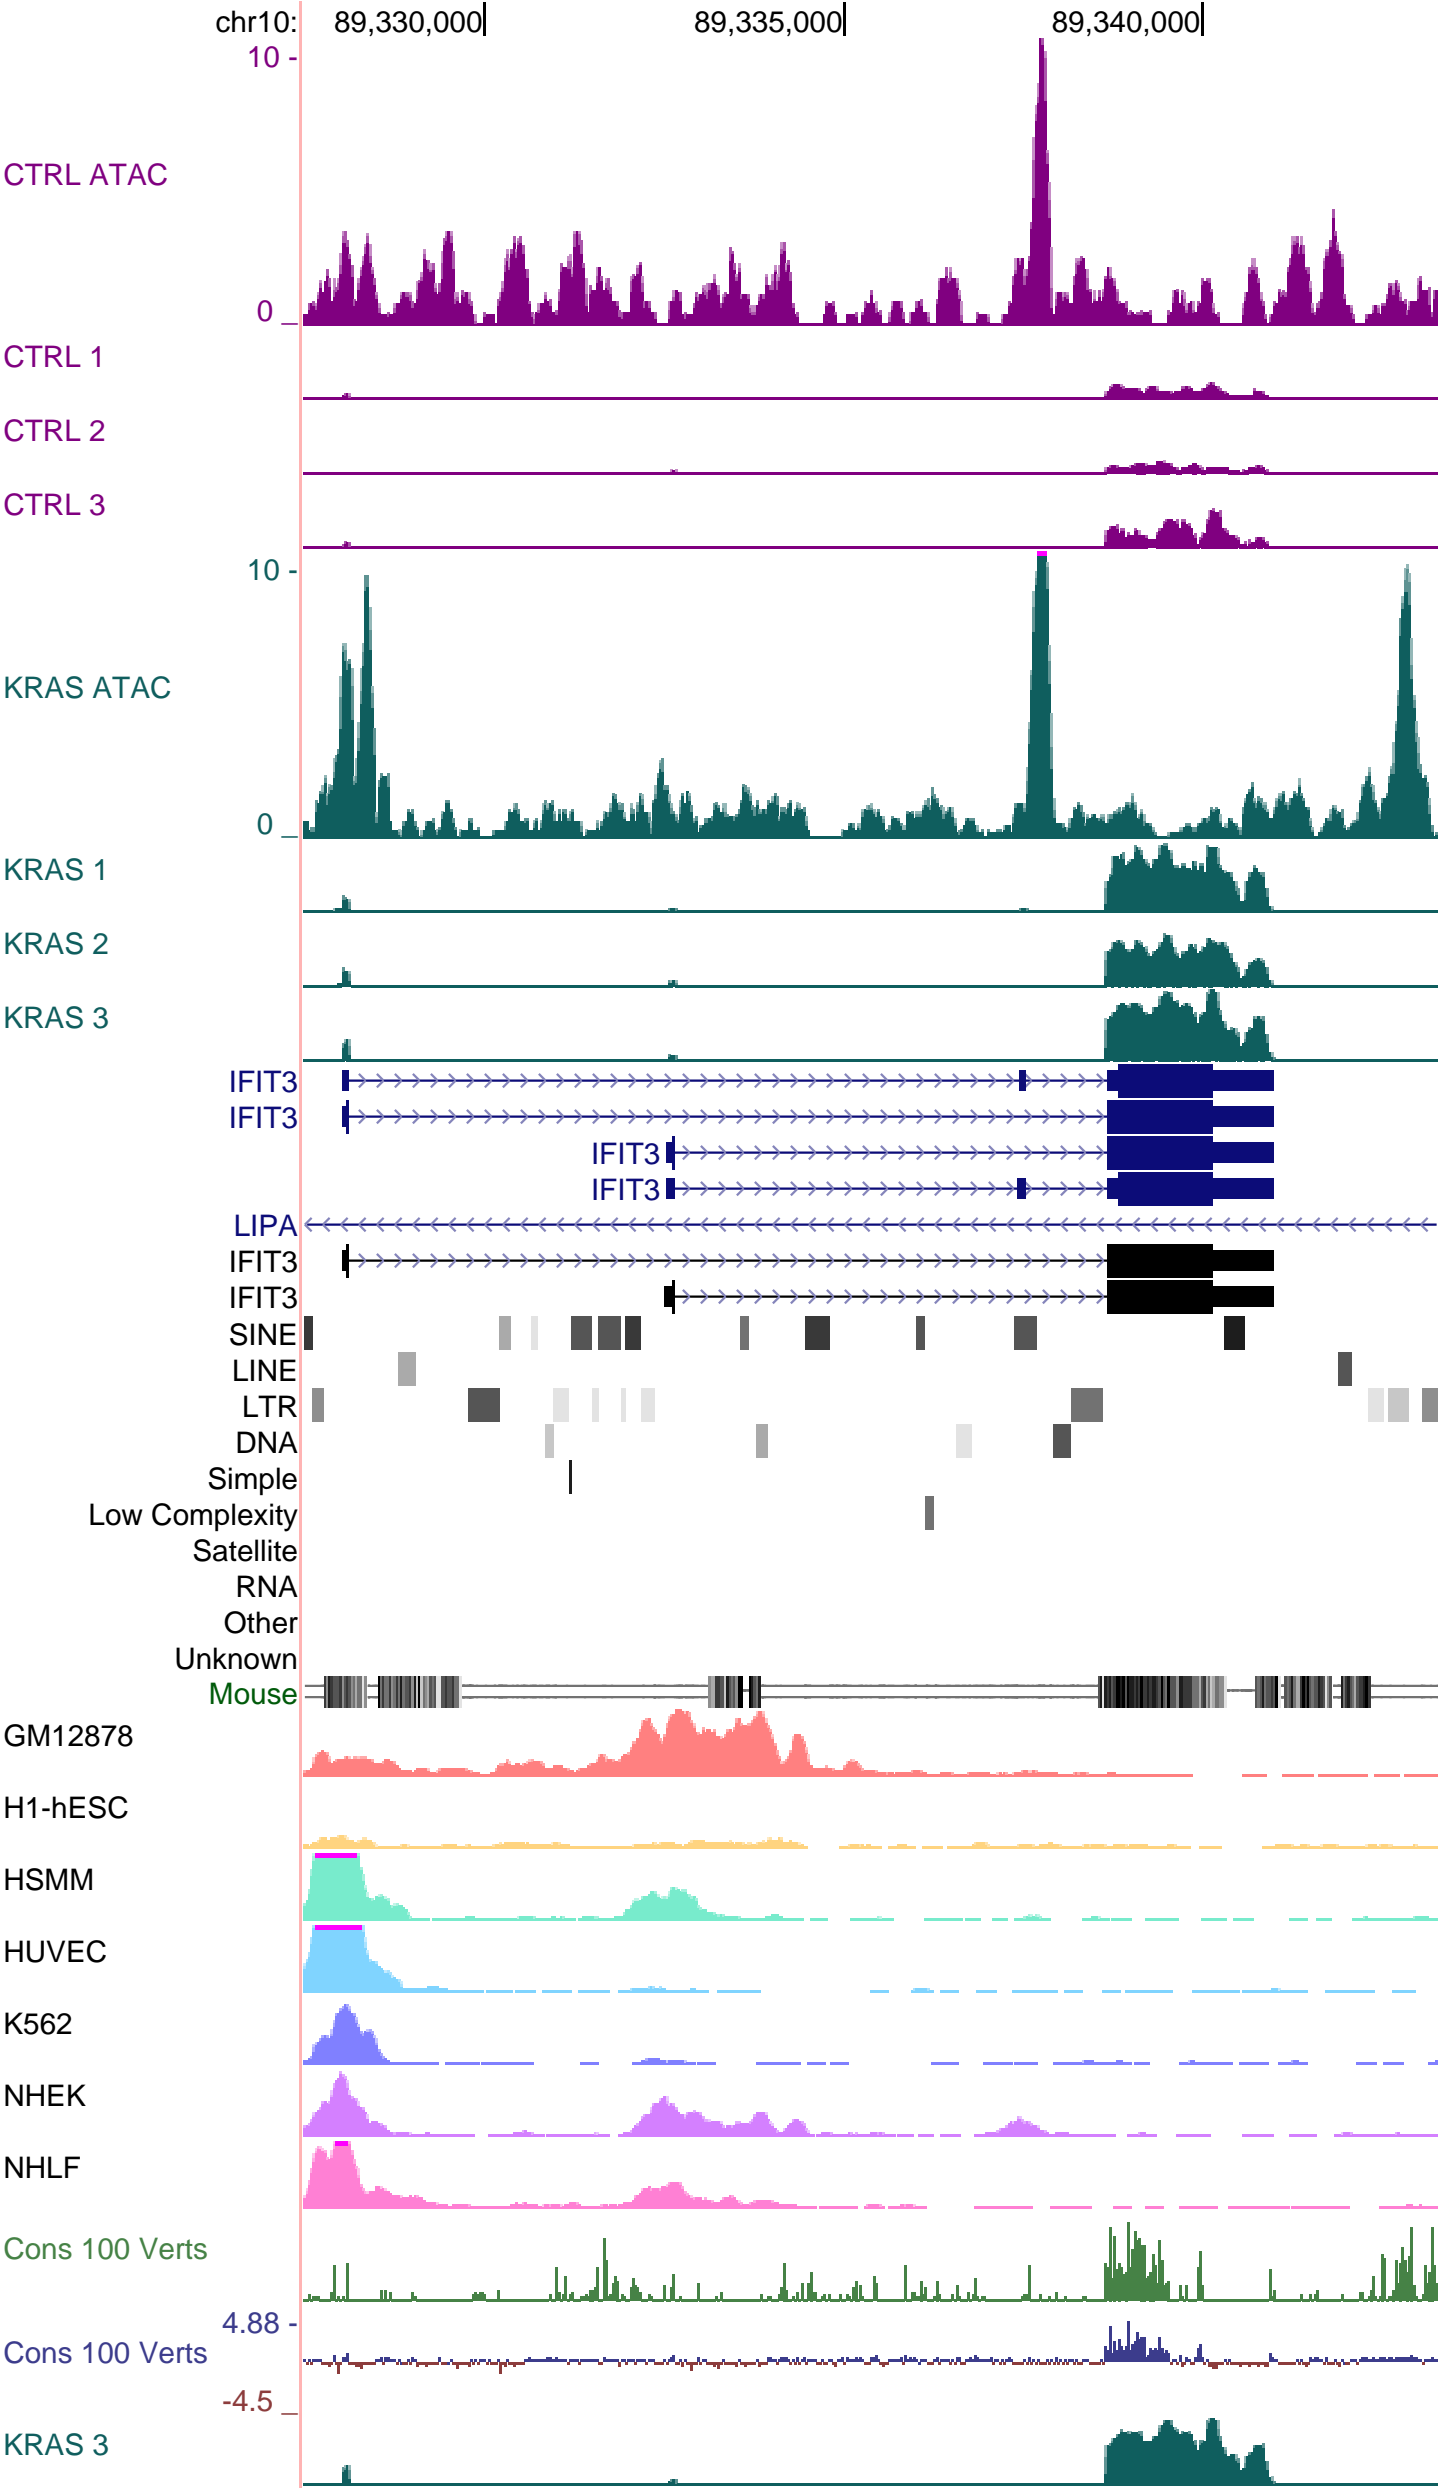 chr10: 89,330,000 89,335,000 89,340,000
10 -
CTRL ATAC
0 _
CTRL 1
CTRL 2
CTRL 3
10 -
KRAS ATAC
0 _
KRAS 1
KRAS 2
KRAS 3
IFIT3
IFIT3
IFIT3
IFIT3
LIPA
IFIT3
IFIT3
SINE
LINE
LTR
DNA
Simple
Low Complexity
Satellite
RNA
Other
Unknown
Mouse
GM12878
H1-hESC
HSMM
HUVEC
K562
NHEK
NHLF
Cons 100 Verts
4.88 -
Cons 100 Verts
-4.5 _
KRAS 3